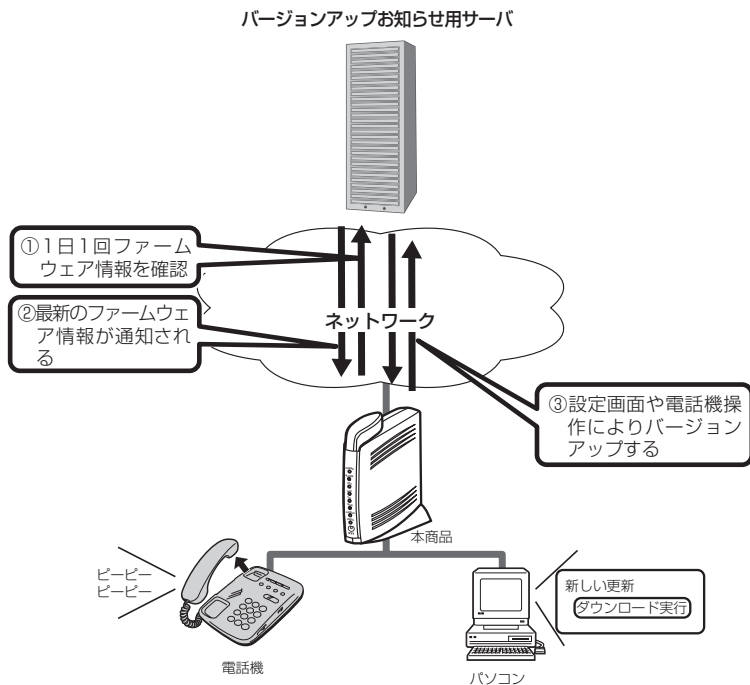 バージョンアップお知らせ用サーバ
①1日1回ファーム
ウェア情報を確認
②最新のファームウェ
ア情報が通知され
る
ネットワーク
③設定画面や電話機操
作によりバージョン
アップする
本商品
ピーピー
ピーピー
電話機
新しい更新
ダウンロード実行
パソコン